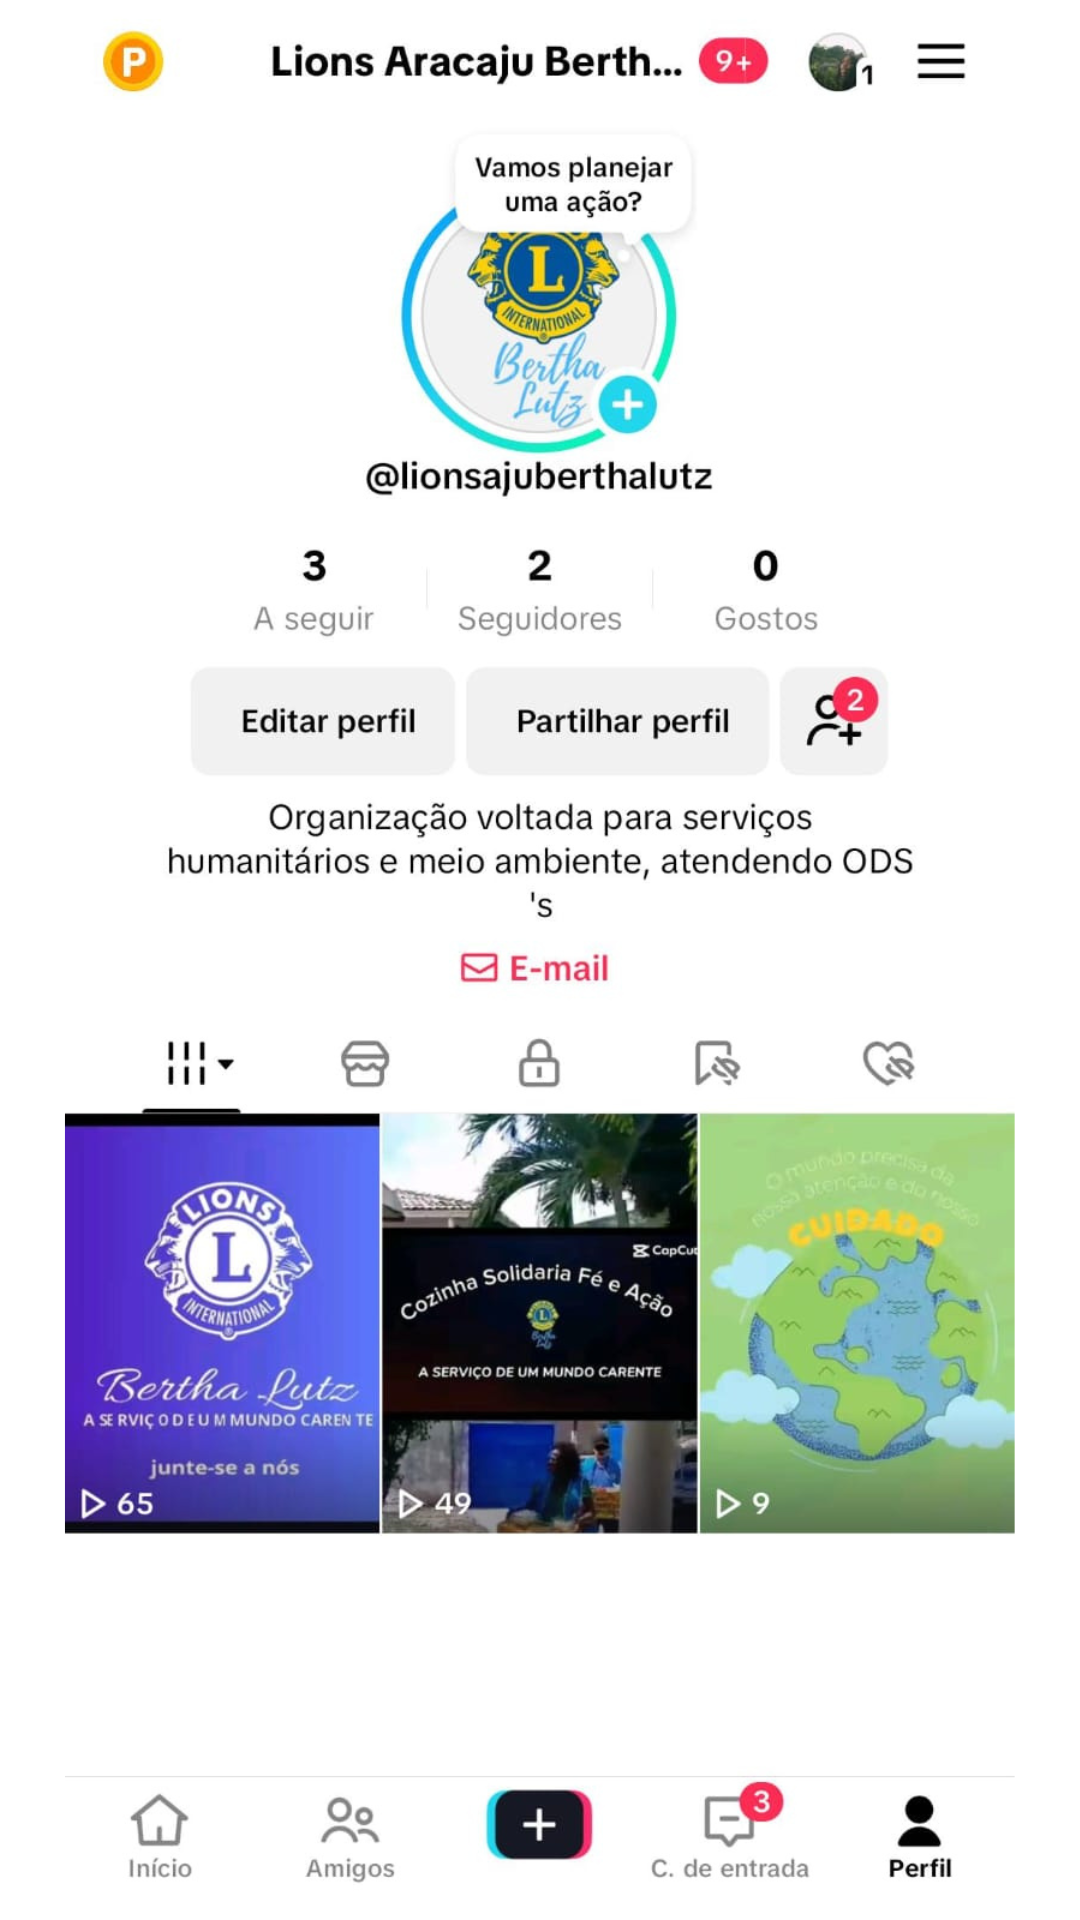 P
Lions Aracaju Berth...
9+
1
Vamos planejar
uma ação?
L
INTERNATIONAL
Bertha
Lutz
@lionsajuberthalutz
3
A seguir
2
Seguidores
0
Gostos
Editar perfil
Partilhar perfil
2
Organização voltada para serviços
humanitários e meio ambiente, atendendo ODS
's
E-mail
LIONS
L
INTERNATIONAL
Bertha Lutz
A SERVIÇO DE UM MUNDO CARENTE
junte-se a nós
65
CapCut
Cozinha Solidaria Fé e Ação
L
Bertha
Lutz
A SERVIÇO DE UM MUNDO CARENTE
49
O mundo precisa da
nossa atenção e do nosso
CUIDADO
9
Início
Amigos
3
C. de entrada
Perfil